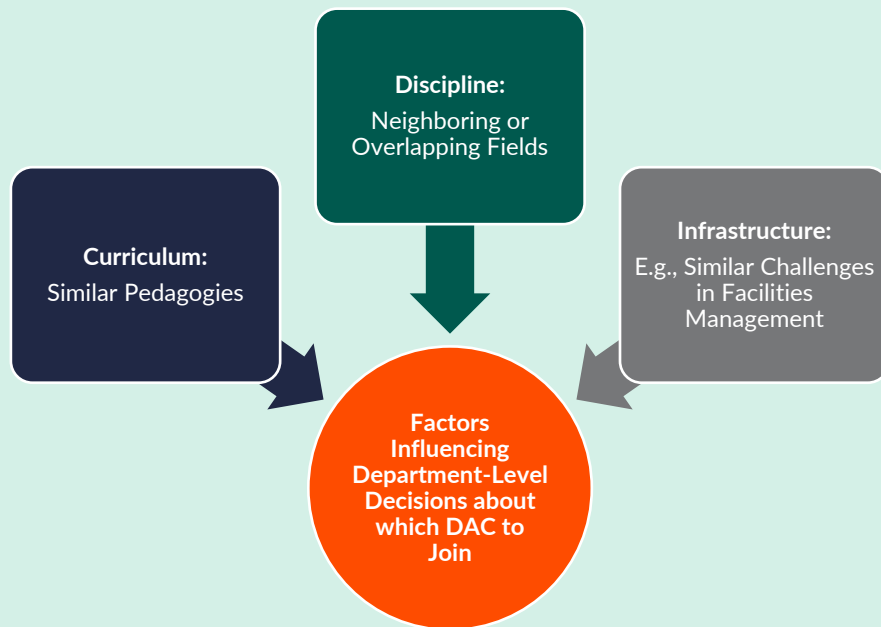 Discipline:
Neighboring or
Overlapping Fields
Curriculum:
Similar Pedagogies
Infrastructure:
E.g., Similar Challenges
in Facilities
Management
Factors
Influencing
Department-Level
Decisions about
which DAC to
Join